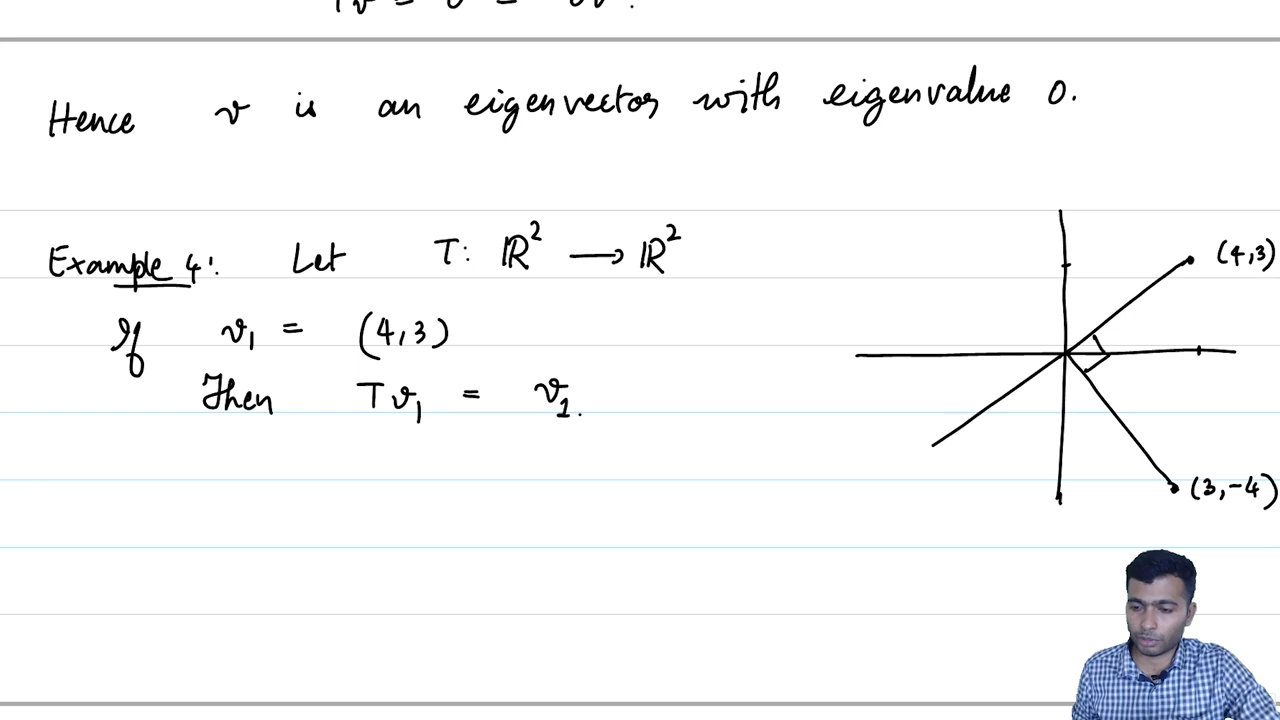 Hence v is an eigenvector with eigenvalue 0.
Example 4: Let T: ℝ² → ℝ²
(4,3)
If v₁ = (4,3)
Then Tv₁ = v₁.
(3,-4)